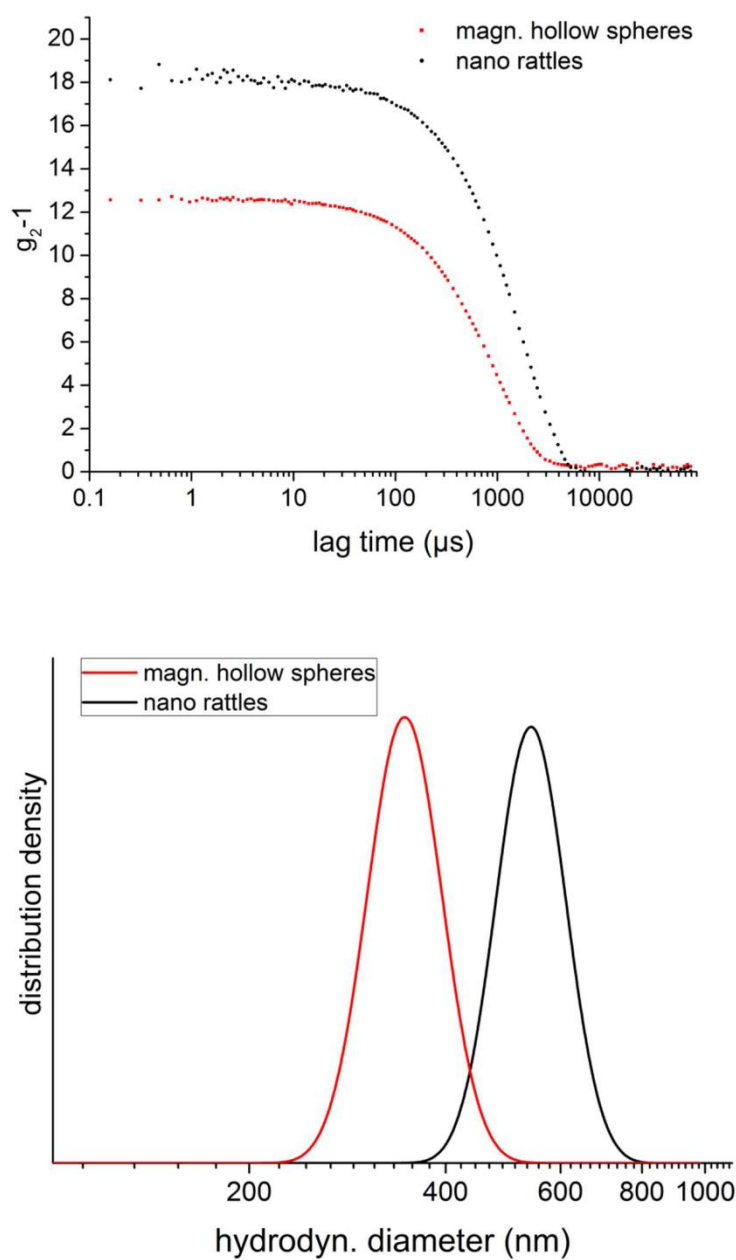 magn. hollow spheres
nano rattles
20
18
16
14
12
10
8
6
4
2
0
g₂-1
0.1 1 10 100 1000 10000
lag time (µs)
magn. hollow spheres
nano rattles
distribution density
200 400 600 800 1000
hydrodyn. diameter (nm)